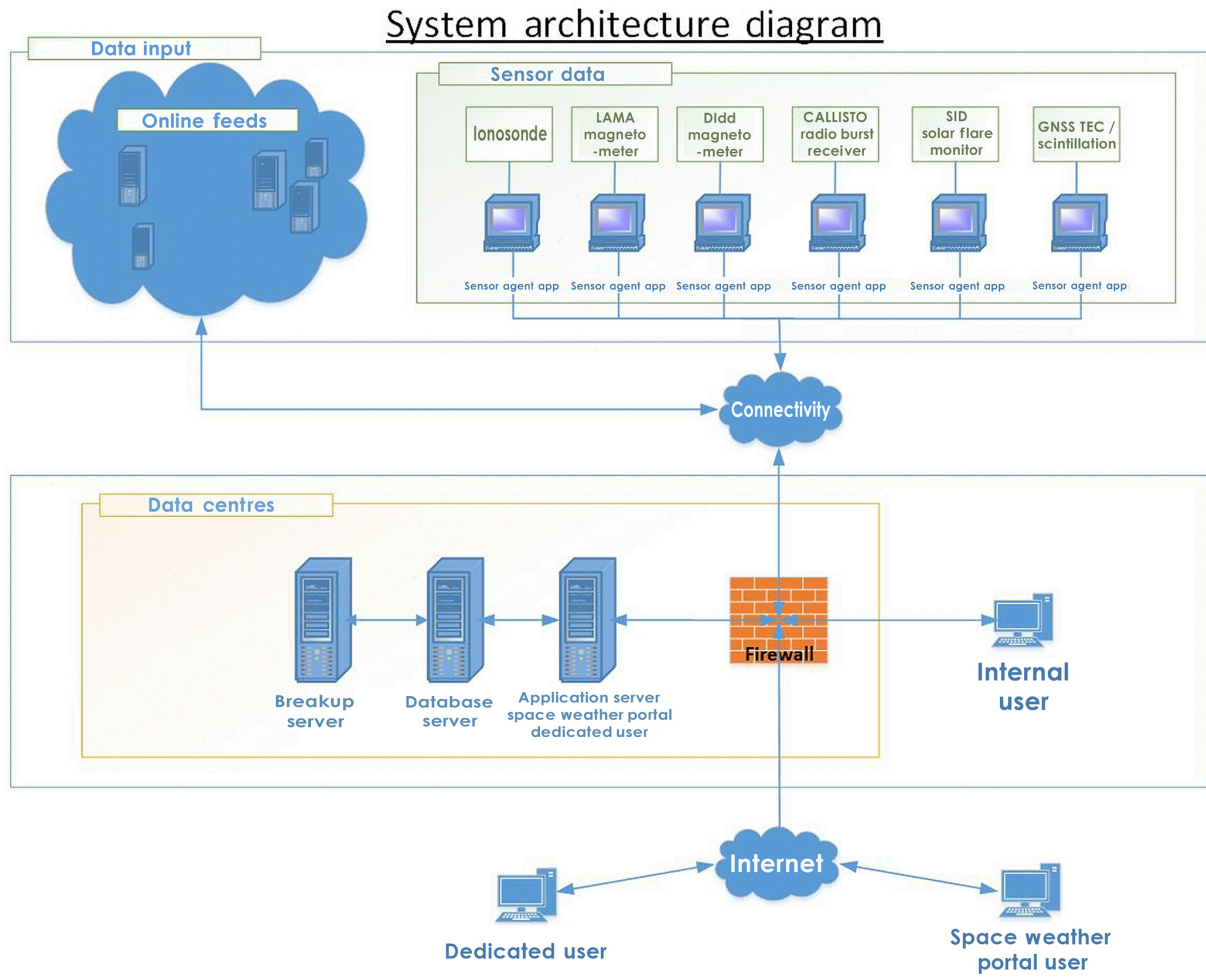 System architecture diagram
Data input
Online feeds
Sensor data
Ionosonde
LAMA
magneto
-meter
DIdd
magneto
-meter
CALLISTO
radio burst
receiver
SID
solar flare
monitor
GNSS TEC /
scintillation
Sensor agent app
Sensor agent app
Sensor agent app
Sensor agent app
Sensor agent app
Sensor agent app
Connectivity
Data centres
Breakup
server
Database
server
Application server
space weather portal
dedicated user
Firewall
Internal
user
Internet
Dedicated user
Space weather
portal user